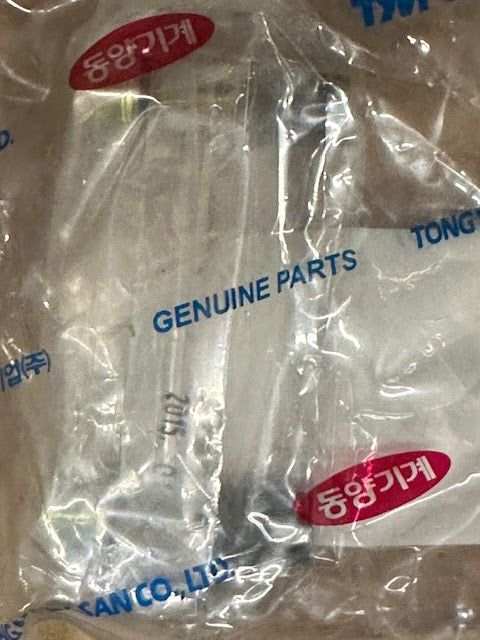 동양기계
TONG
GENUINE PARTS
업(주)
2015.
동양기계
SAN CO., LTD.